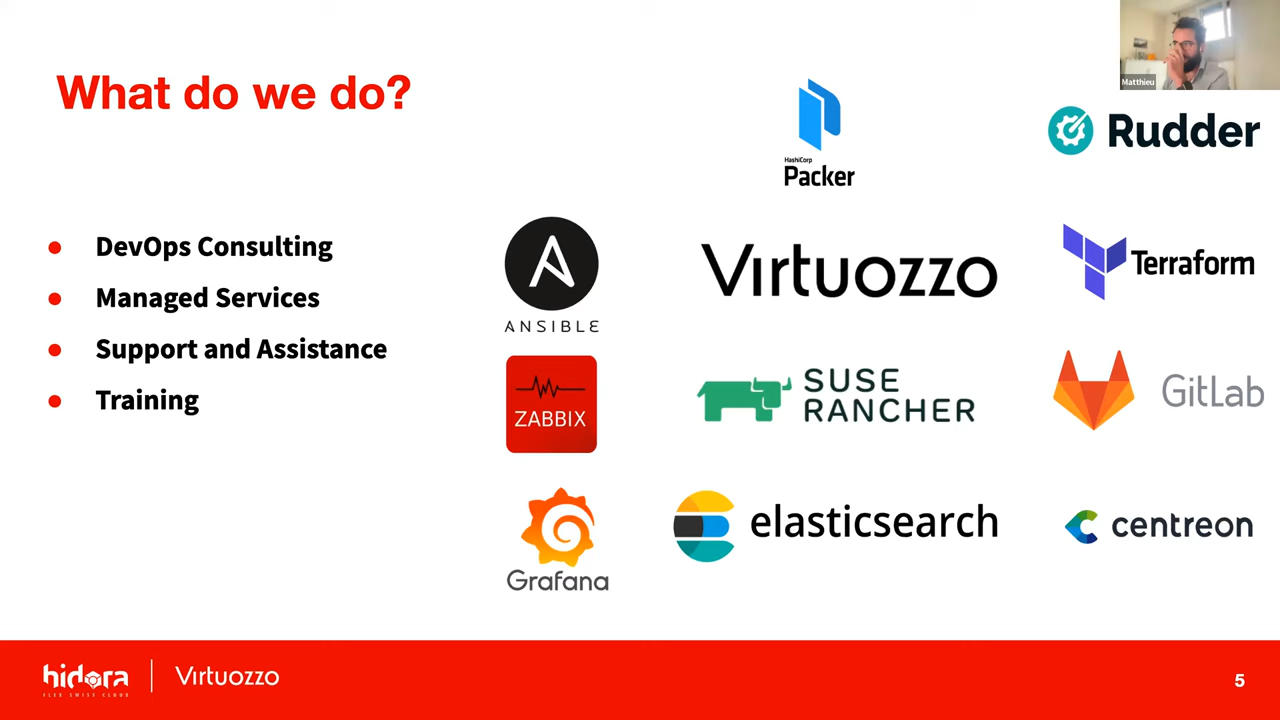 What do we do?
Matthieu
HashiCorp
Packer
Rudder
DevOps Consulting
Managed Services
Support and Assistance
Training
ANSIBLE
Virtuozzo
Terraform
ZABBIX
SUSE
RANCHER
GitLab
Grafana
elasticsearch
centreon
hidora
FLEX SWISS CLOUD
Virtuozzo
5